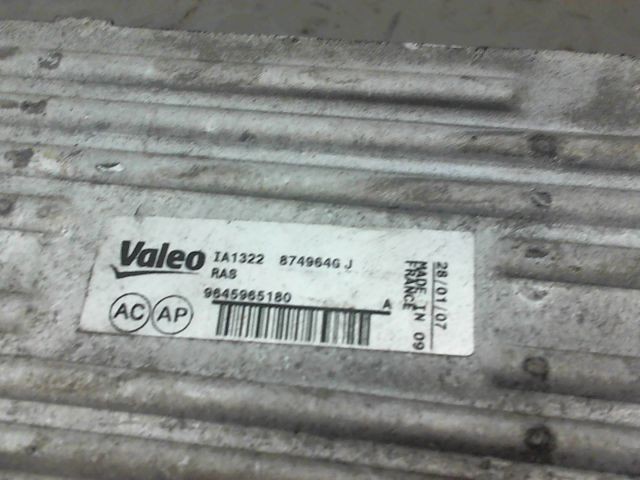 Valeo IA1322 874964G J
RAS
9645965180 A
AC AP
28/01/07
MADE IN 09
FRANCE